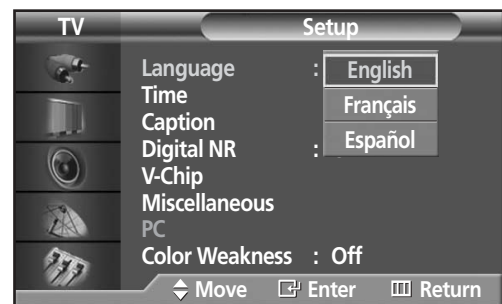 TV Setup
Language : English
Time
Français
Caption
Español
Digital NR :
V-Chip
Miscellaneous
PC
Color Weakness : Off
Move Enter Return